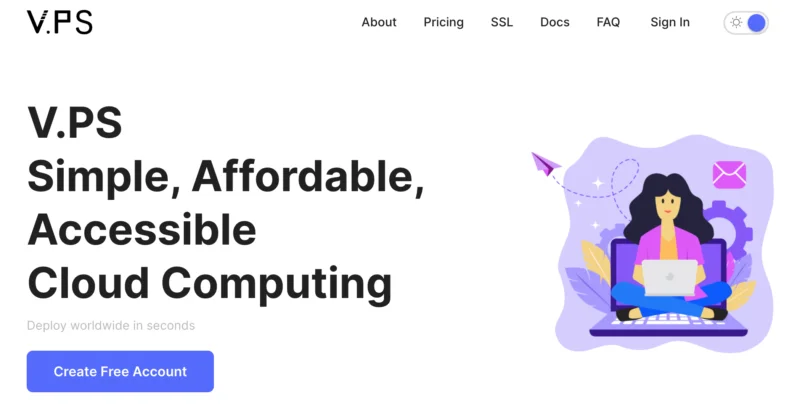 V.PS
About Pricing SSL Docs FAQ Sign In
V.PS
Simple, Affordable,
Accessible
Cloud Computing
Deploy worldwide in seconds
Create Free Account